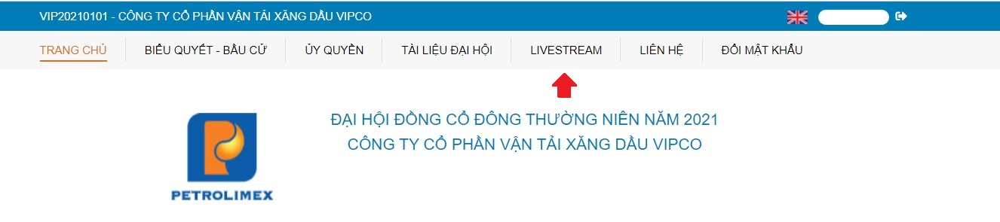 VIP20210101 - CÔNG TY CỔ PHẦN VẬN TẢI XĂNG DẦU VIPCO
TRANG CHỦ BIỂU QUYẾT - BẦU CỬ ỦY QUYỀN TÀI LIỆU ĐẠI HỘI LIVESTREAM LIÊN HỆ ĐỔI MẬT KHẨU
ĐẠI HỘI ĐỒNG CỔ ĐÔNG THƯỜNG NIÊN NĂM 2021
CÔNG TY CỔ PHẦN VẬN TẢI XĂNG DẦU VIPCO
PETROLIMEX